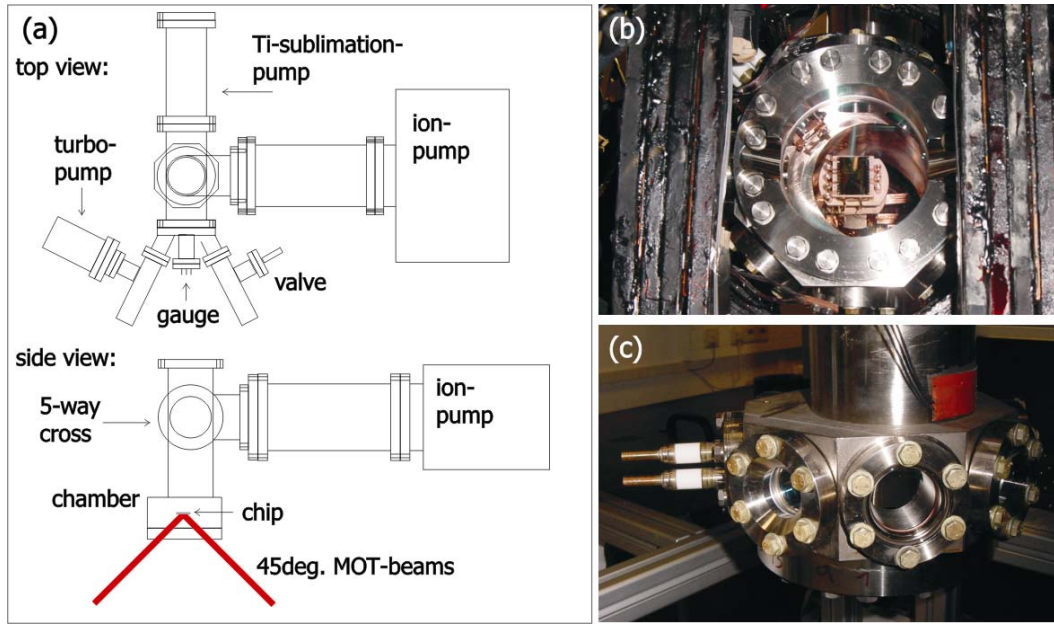 (a)
top view:
Ti-sublimation-
pump
ion-
pump
turbo-
pump
valve
gauge
side view:
5-way
cross
ion-
pump
chamber
chip
45deg. MOT-beams
(b)
(c)